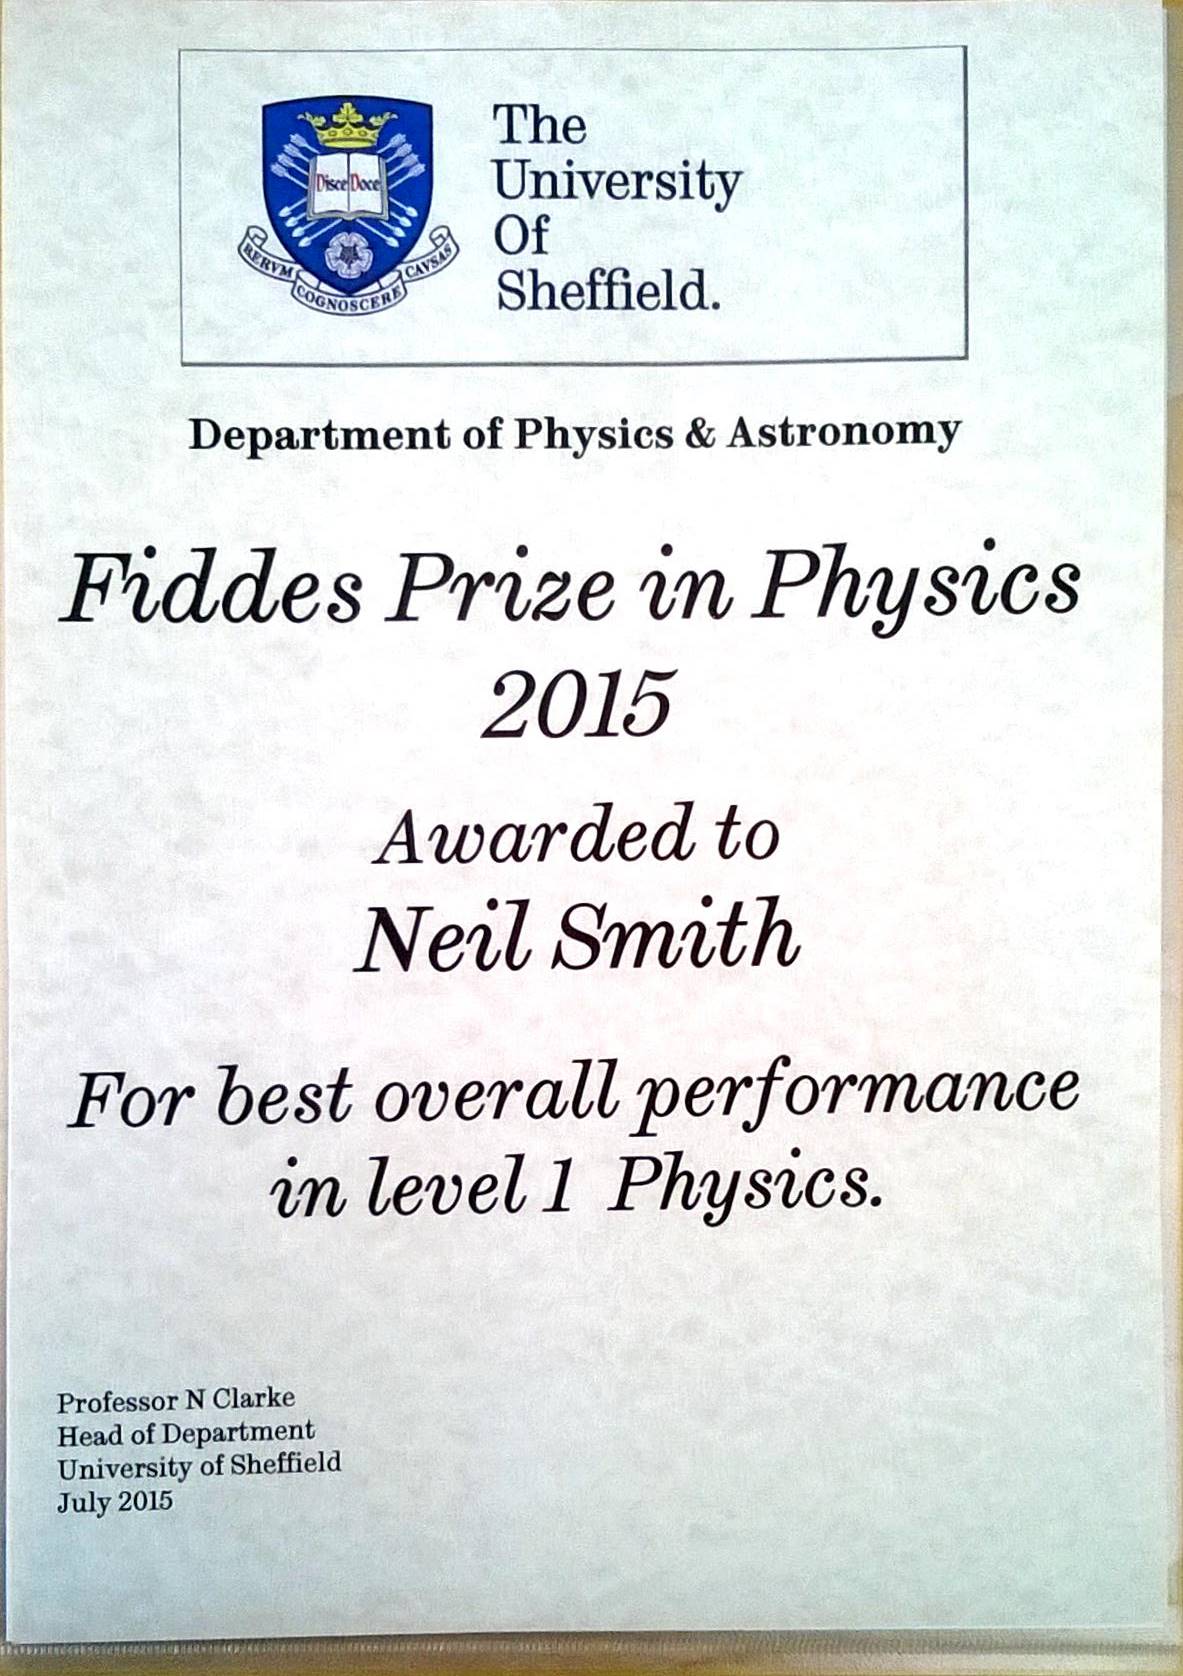 Disce Doce
RERVM COGNOSCERE CAVSAS
The
University
Of
Sheffield.
Department of Physics & Astronomy
Fiddes Prize in Physics
2015
Awarded to
Neil Smith
For best overall performance
in level 1 Physics.
Professor N Clarke
Head of Department
University of Sheffield
July 2015